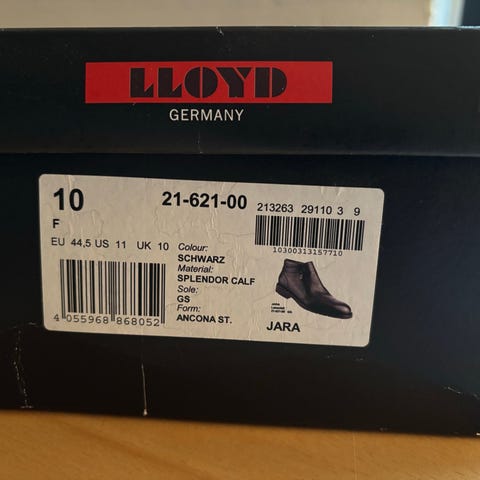 LLOYD
GERMANY
10
F
21-621-00
213263 29110 3 9
10300313157710
EU 44,5 US 11 UK 10
Colour:
SCHWARZ
Material:
SPLENDOR CALF
Sole:
GS
Form:
ANCONA ST.
4 055968 868052
JARA